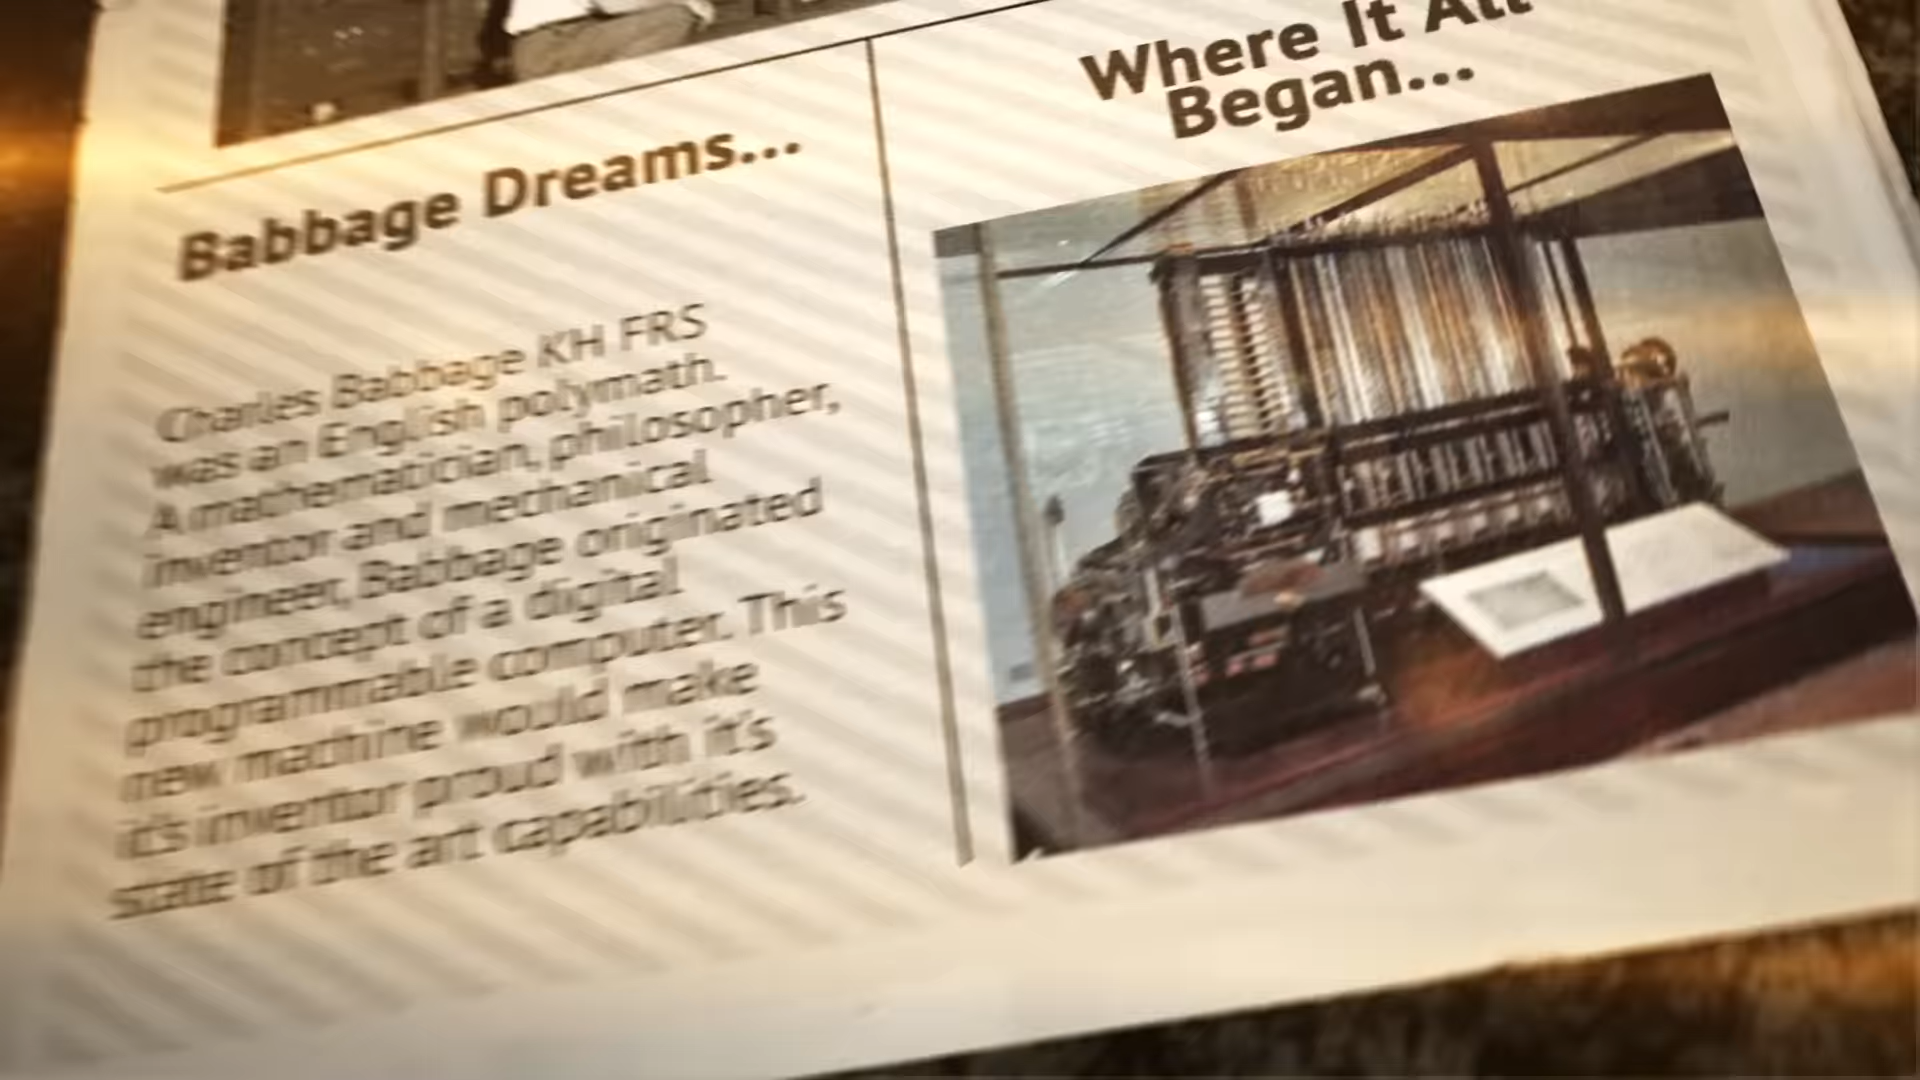 Babbage Dreams...
Charles Babbage KH FRS
was an English polymath.
A mathematician, philosopher,
inventor and mechanical
engineer, Babbage originated
the concept of a digital
programmable computer. This
new machine would make
it's inventor proud with it's
state of the art capabilities.
Where It All
Began...